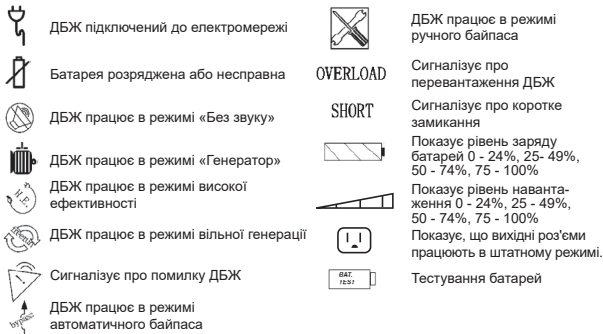 ДБЖ підключений до електромережі
Батарея розряджена або несправна
ДБЖ працює в режимі «Без звуку»
ДБЖ працює в режимі «Генератор»
H.E.
ДБЖ працює в режимі високої
ефективності
ДБЖ працює в режимі вільної генерації
Сигналізує про помилку ДБЖ
bypass
ДБЖ працює в режимі
автоматичного байпаса
ДБЖ працює в режимі
ручного байпаса
OVERLOAD
Сигналізує про
перевантаження ДБЖ
SHORT
Сигналізує про коротке
замикання
Показує рівень заряду
батарей 0 - 24%, 25- 49%,
50 - 74%, 75 - 100%
Показує рівень наванта-
ження 0 - 24%, 25 - 49%,
50 - 74%, 75 - 100%
Показує, що вихідні роз'єми
працюють в штатному режимі.
BAT.
TEST
Тестування батарей